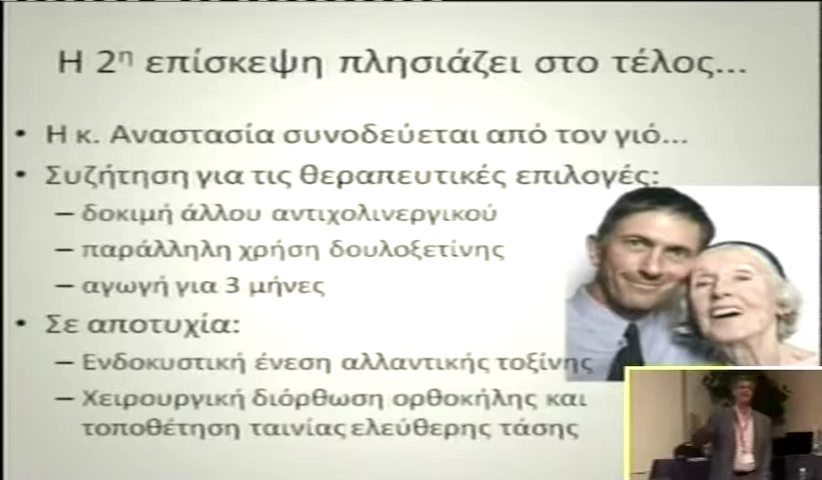 Η 2η επίσκεψη πλησιάζει στο τέλος...
• Η κ. Αναστασία συνοδεύεται από τον γιό...
• Συζήτηση για τις θεραπευτικές επιλογές:
– δοκιμή άλλου αντιχολινεργικού
– παράλληλη χρήση δουλοξετίνης
– αγωγή για 3 μήνες
• Σε αποτυχία:
– Ενδοκυστική ένεση αλλαντικής τοξίνης
– Χειρουργική διόρθωση ορθοκήλης και
τοποθέτηση ταινίας ελεύθερης τάσης